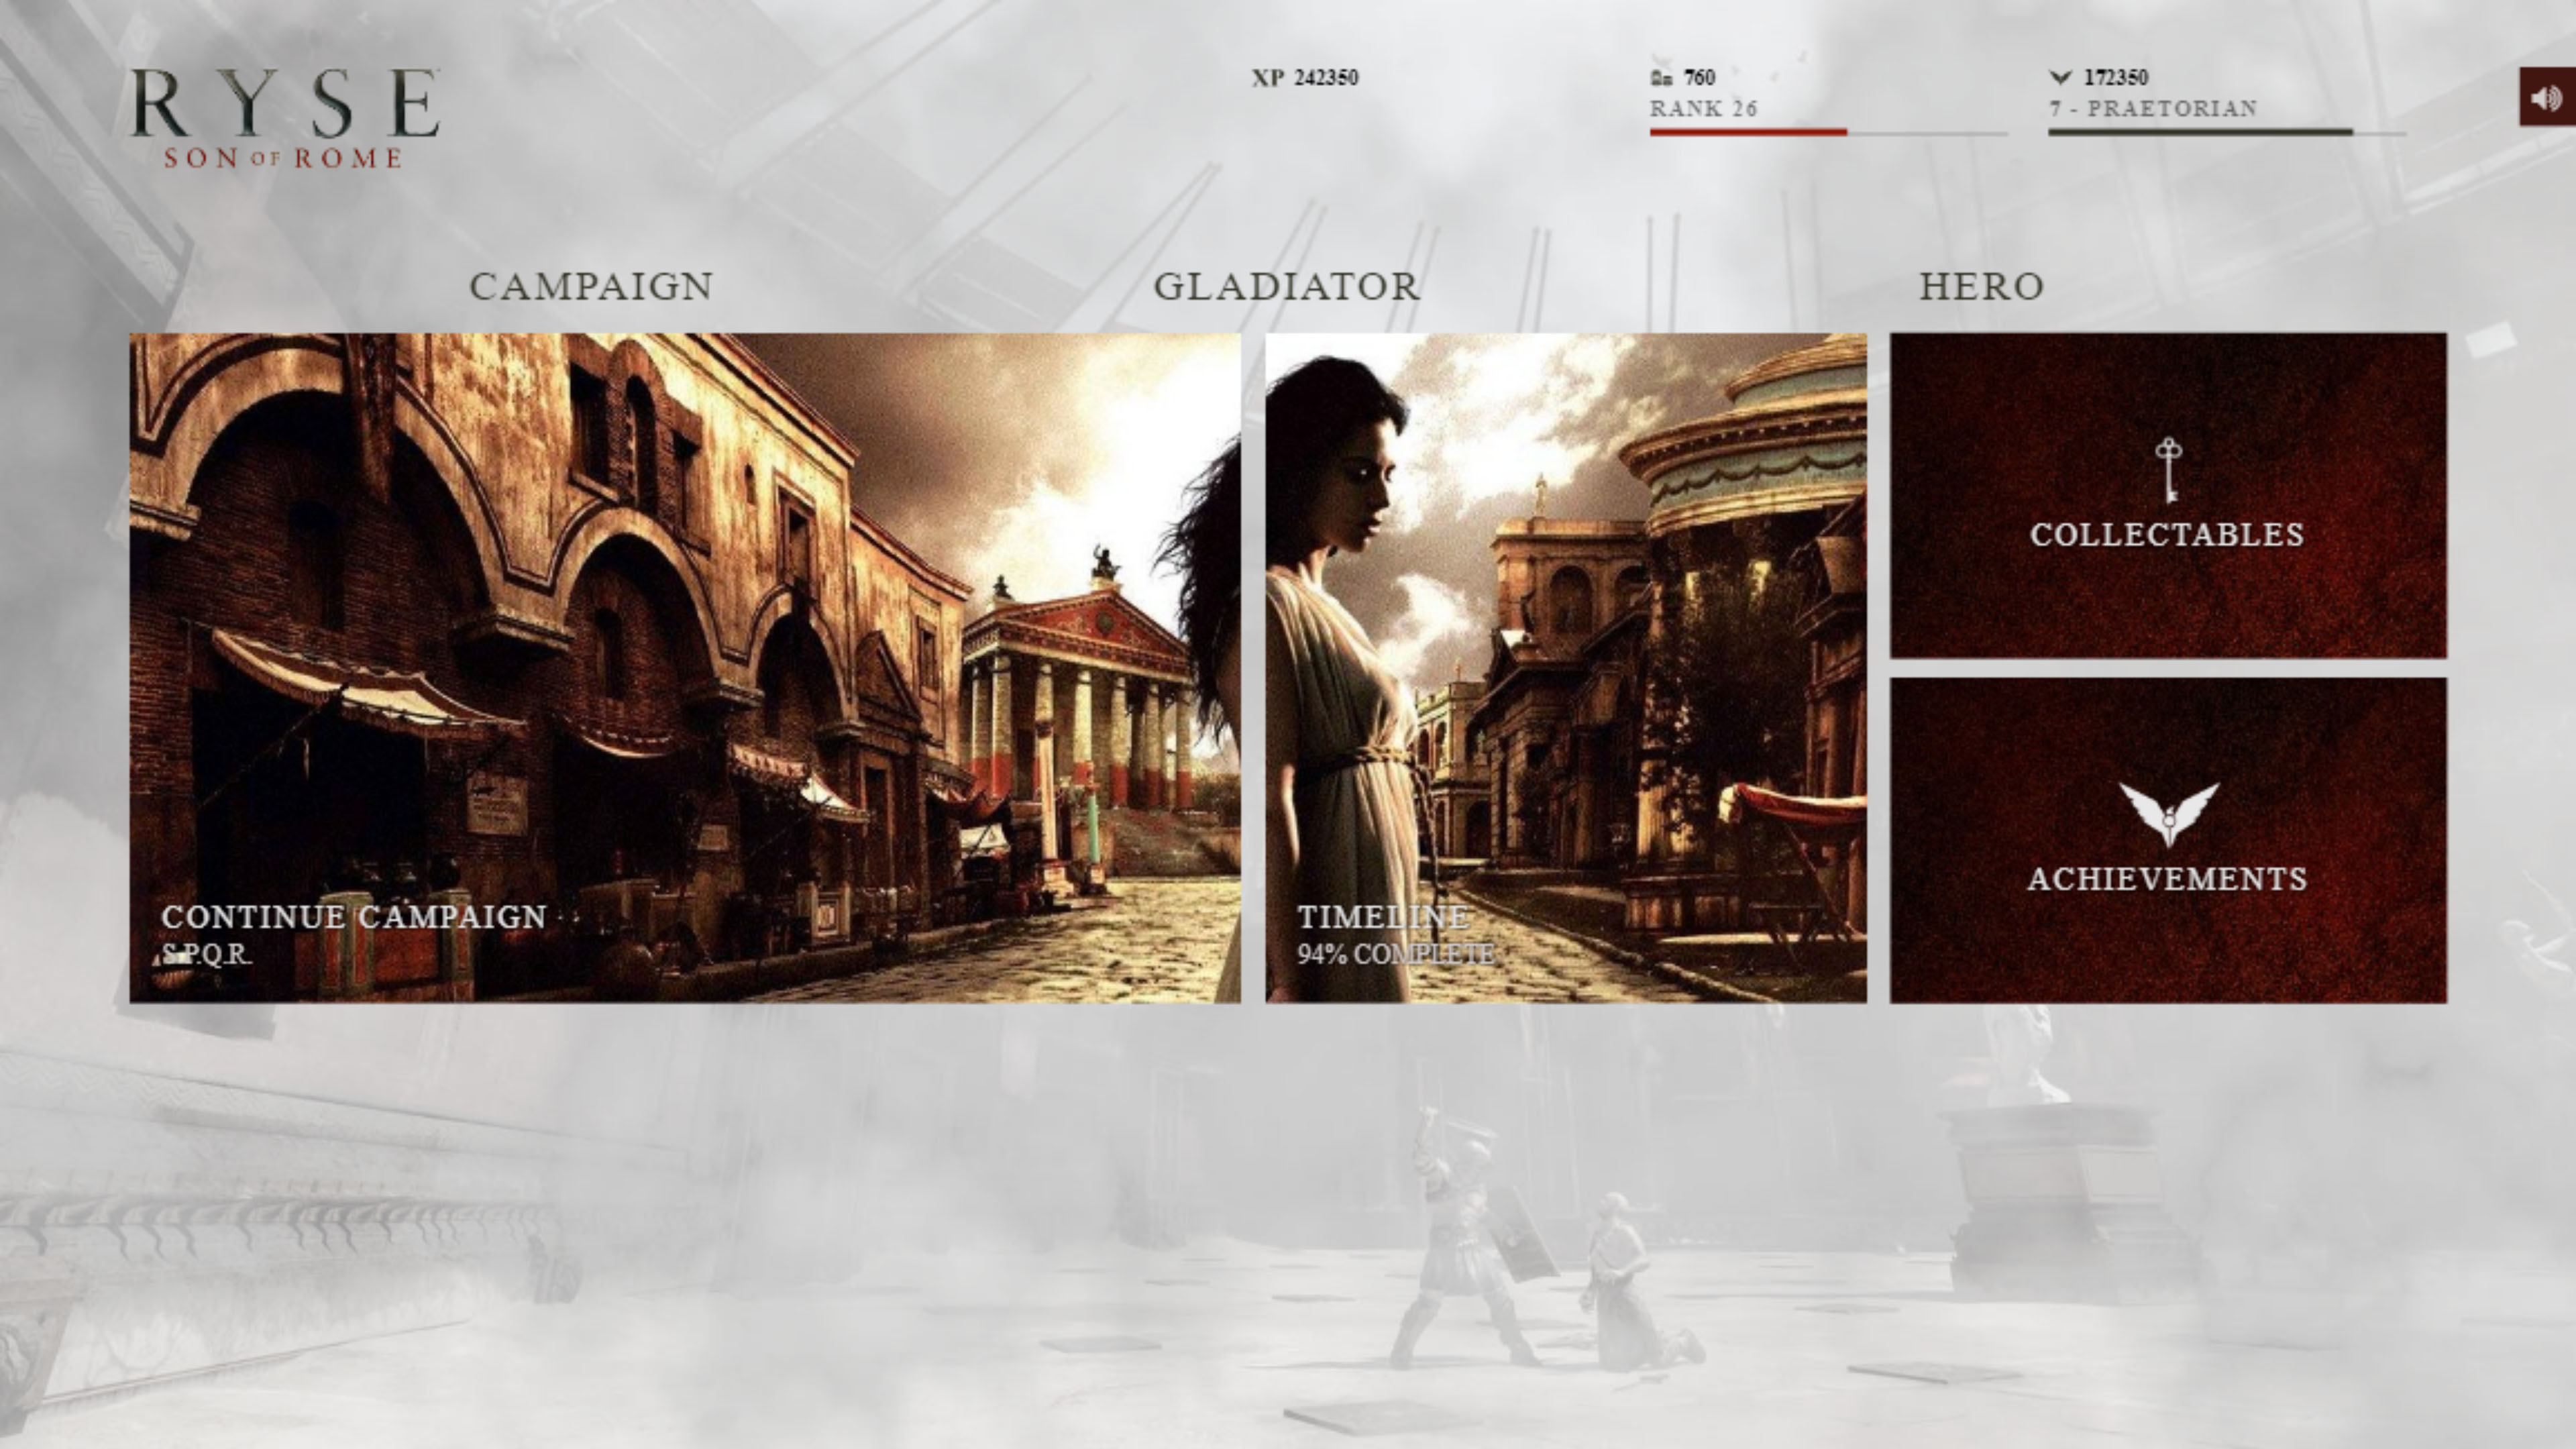 RYSE
SON OF ROME
XP 242350
760
RANK 26
172350
7 - PRAETORIAN
CAMPAIGN
GLADIATOR
HERO
CONTINUE CAMPAIGN
S.P.Q.R.
TIMELINE
94% COMPLETE
COLLECTABLES
ACHIEVEMENTS